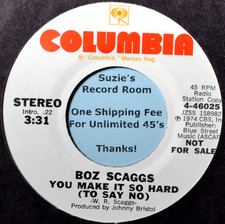 COLUMBIA
® "Columbia," Marcas Reg.
Suzie's
Record Room
One Shipping Fee
For Unlimited 45's
Thanks!
STEREO
Intro. :22
3:31
45 RPM
Radio
Station Copy
4-46025
JZSS 158982
℗ 1974 CBS, Inc.
Publisher:
Blue Street
Music (ASCAP)
NOT
FOR SALE
BOZ SCAGGS
YOU MAKE IT SO HARD
(TO SAY NO)
-W. R. Scaggs-
Produced by Johnny Bristol